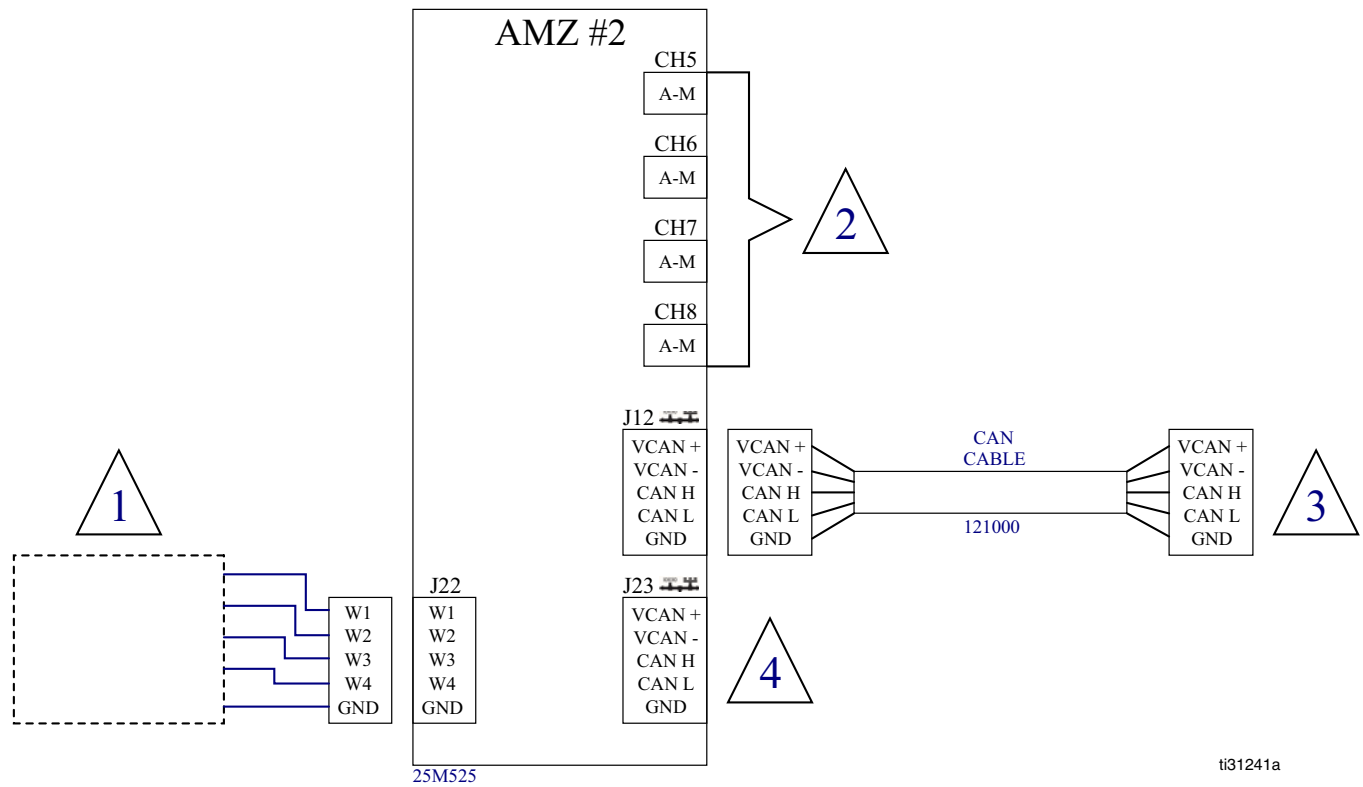 AMZ #2
CH5
A-M
CH6
A-M
CH7
A-M
CH8
A-M
2
J12
VCAN +
VCAN -
CAN H
CAN L
GND
VCAN +
VCAN -
CAN H
CAN L
GND
CAN
CABLE
121000
VCAN +
VCAN -
CAN H
CAN L
GND
3
1
W1
W2
W3
W4
GND
J22
W1
W2
W3
W4
GND
J23
VCAN +
VCAN -
CAN H
CAN L
GND
4
25M525
ti31241a